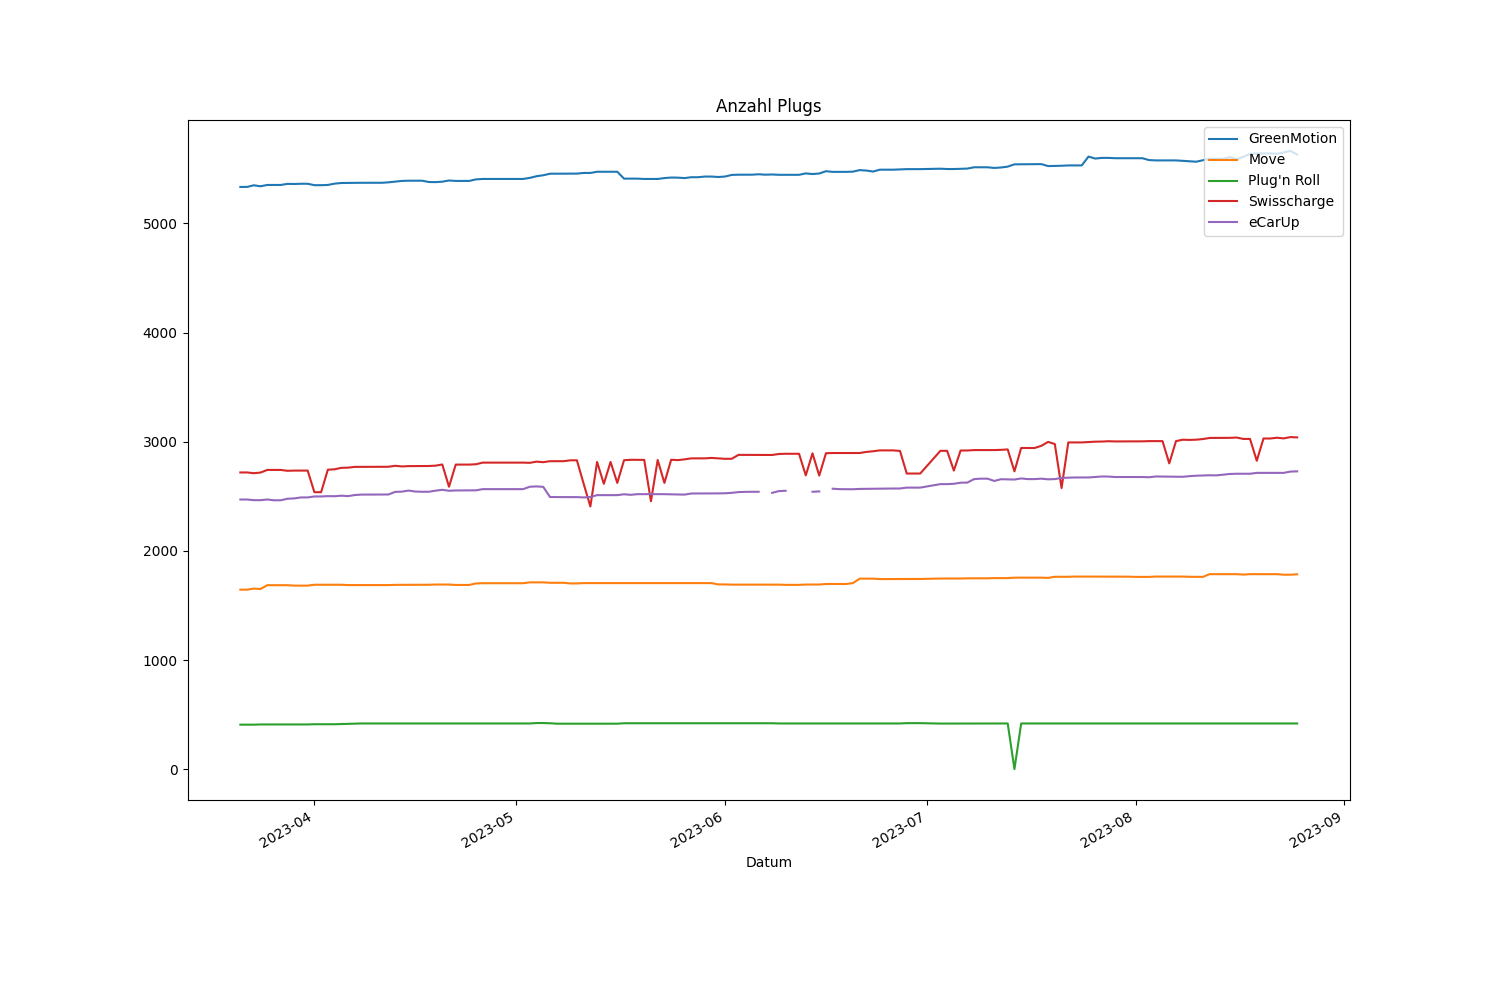 Anzahl Plugs
GreenMotion
Move
Plug'n Roll
Swisscharge
eCarUp
5000
4000
3000
2000
1000
0
2023-04
2023-05
2023-06
2023-07
2023-08
2023-09
Datum